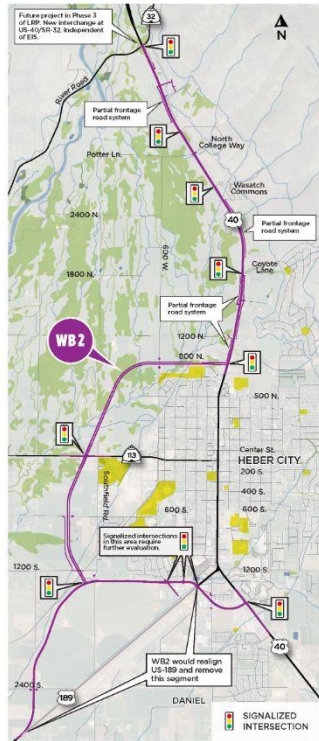 Future project in Phase 3
of LRP: New interchange at
US-40/SR-32. Independent
of EIS.
32
N
River Road
Partial frontage
road system
North
College Way
Potter Ln.
Wasatch
Commons
2400 N.
40
Partial frontage
road system
600 W.
1800 N.
Coyote
Lane
Partial frontage
road system
1200 N.
WB2
800 N.
500 N.
Center St.
113
HEBER CITY
200 S.
400 S.
Southfield Rd.
600 S.
600 S.
Signalized intersections
in this area require
further evaluation.
1200 S.
1200 S.
40
WB2 would realign
US-189 and remove
this segment
2400 S.
189
DANIEL
SIGNALIZED
INTERSECTION